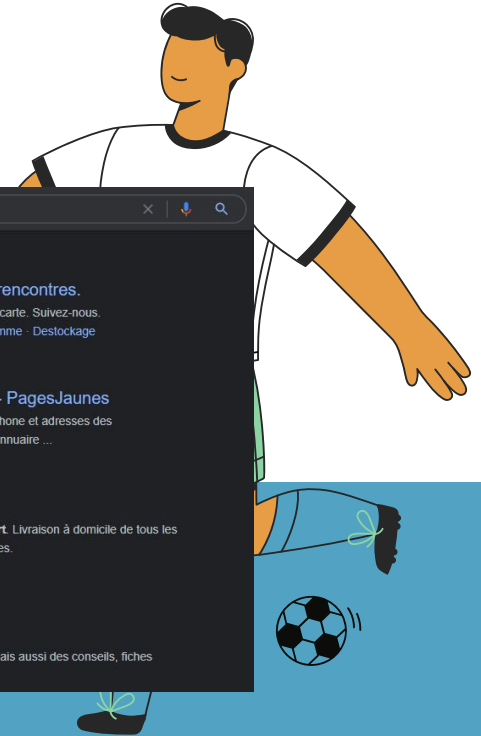 rencontres.
carte. Suivez-nous.
mme · Destockage
- PagesJaunes
hone et adresses des
nnuaire ...
rt. Livraison à domicile de tous les
es.
ais aussi des conseils, fiches